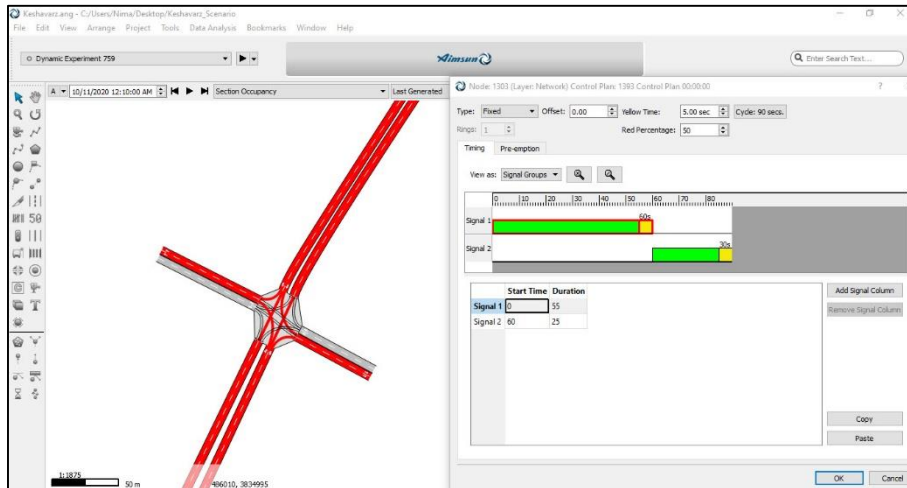 Keshavarz.ang - C:/Users/Nima/Desktop/Keshavarz_Scenario
File Edit View Arrange Project Tools Data Analysis Bookmarks Window Help
Dynamic Experiment 759
Aimsun
Enter Search Text...
A 10/11/2020 12:10:00 AM Section Occupancy Last Generated
Node: 1303 (Layer: Network) Control Plan: 1393 Control Plan 00:00:00
Type: Fixed Offset: 0.00 Yellow Time: 5.00 sec Cycle: 90 secs.
Rings: 1 Red Percentage: 50
Timing Pre-emption
View as: Signal Groups
0 10 20 30 40 50 60 70 80
Signal 1 60s
Signal 2 30s
Start Time Duration
Signal 1 0 55
Signal 2 60 25
Add Signal Column
Remove Signal Column
Copy
Paste
OK Cancel
50
T
1:1875
50 m
486010, 3834995